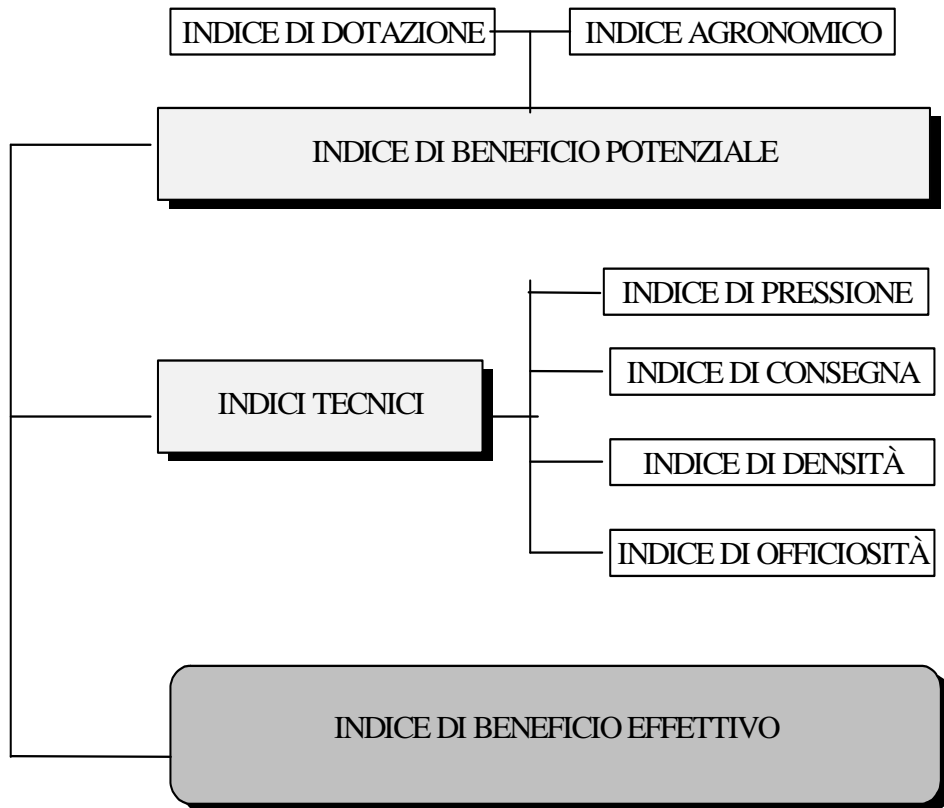 INDICE DI DOTAZIONE
INDICE AGRONOMICO
INDICE DI BENEFICIO POTENZIALE
INDICE DI PRESSIONE
INDICE DI CONSEGNA
INDICI TECNICI
INDICE DI DENSITÀ
INDICE DI OFFICIOSITÀ
INDICE DI BENEFICIO EFFETTIVO